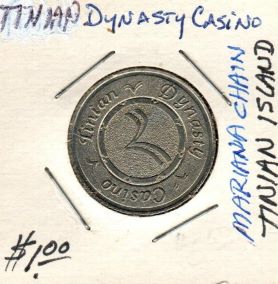 TINIAN DYNASTY CASINO
Tinian Dynasty
Casino
MARIANA CHAIN
TINIAN ISLAND
$1.00